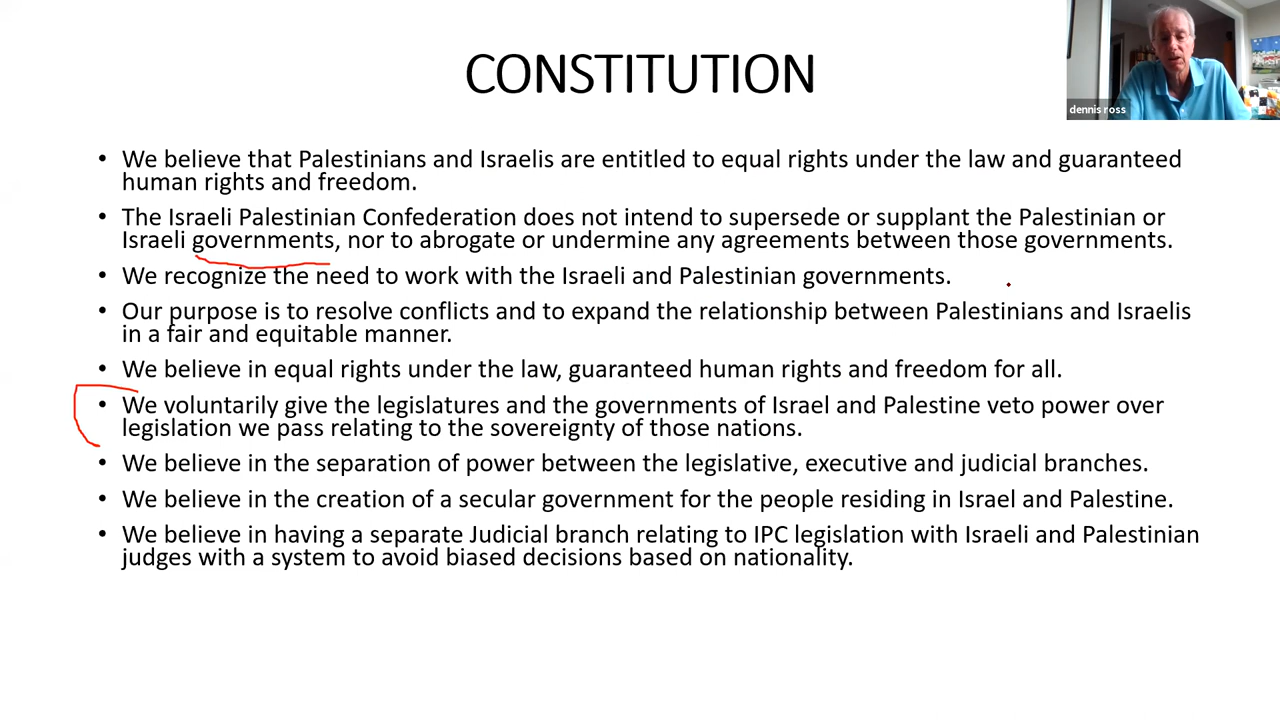 CONSTITUTION
dennis ross
• We believe that Palestinians and Israelis are entitled to equal rights under the law and guaranteed
human rights and freedom.
• The Israeli Palestinian Confederation does not intend to supersede or supplant the Palestinian or
Israeli governments, nor to abrogate or undermine any agreements between those governments.
• We recognize the need to work with the Israeli and Palestinian governments.
• Our purpose is to resolve conflicts and to expand the relationship between Palestinians and Israelis
in a fair and equitable manner.
• We believe in equal rights under the law, guaranteed human rights and freedom for all.
• We voluntarily give the legislatures and the governments of Israel and Palestine veto power over
legislation we pass relating to the sovereignty of those nations.
• We believe in the separation of power between the legislative, executive and judicial branches.
• We believe in the creation of a secular government for the people residing in Israel and Palestine.
• We believe in having a separate Judicial branch relating to IPC legislation with Israeli and Palestinian
judges with a system to avoid biased decisions based on nationality.